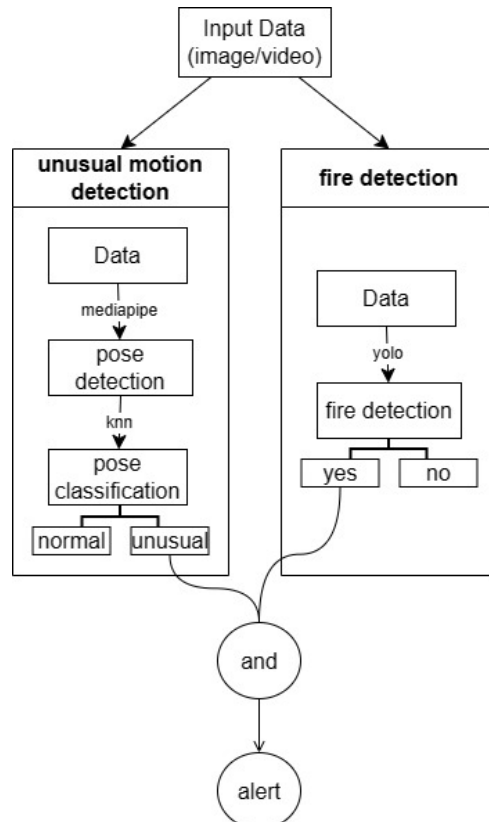 Input Data
(image/video)
unusual motion
detection
Data
mediapipe
pose
detection
knn
pose
classification
normal
unusual
fire detection
Data
yolo
fire detection
yes
no
and
alert